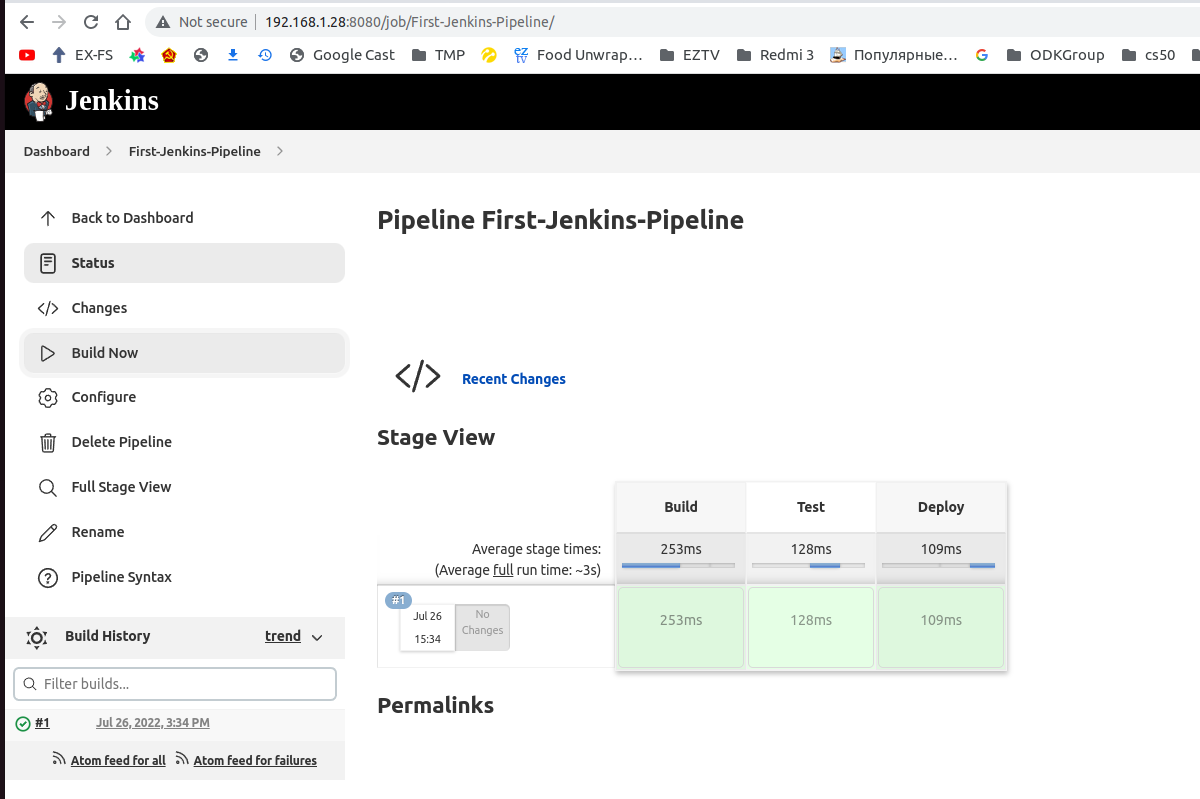 Not secure 192.168.1.28:8080/job/First-Jenkins-Pipeline/
EX-FS Google Cast TMP Food Unwrap... EZTV Redmi 3 Популярные... ODKGroup cs50
Jenkins
Dashboard First-Jenkins-Pipeline
Back to Dashboard
Status
Changes
Build Now
Configure
Delete Pipeline
Full Stage View
Rename
Pipeline Syntax
Build History trend
Filter builds...
#1 Jul 26, 2022, 3:34 PM
Atom feed for all Atom feed for failures
Pipeline First-Jenkins-Pipeline
Recent Changes
Stage View
Build Test Deploy
Average stage times: 253ms 128ms 109ms
(Average full run time: ~3s)
#1
Jul 26 No
15:34 Changes
253ms 128ms 109ms
Permalinks